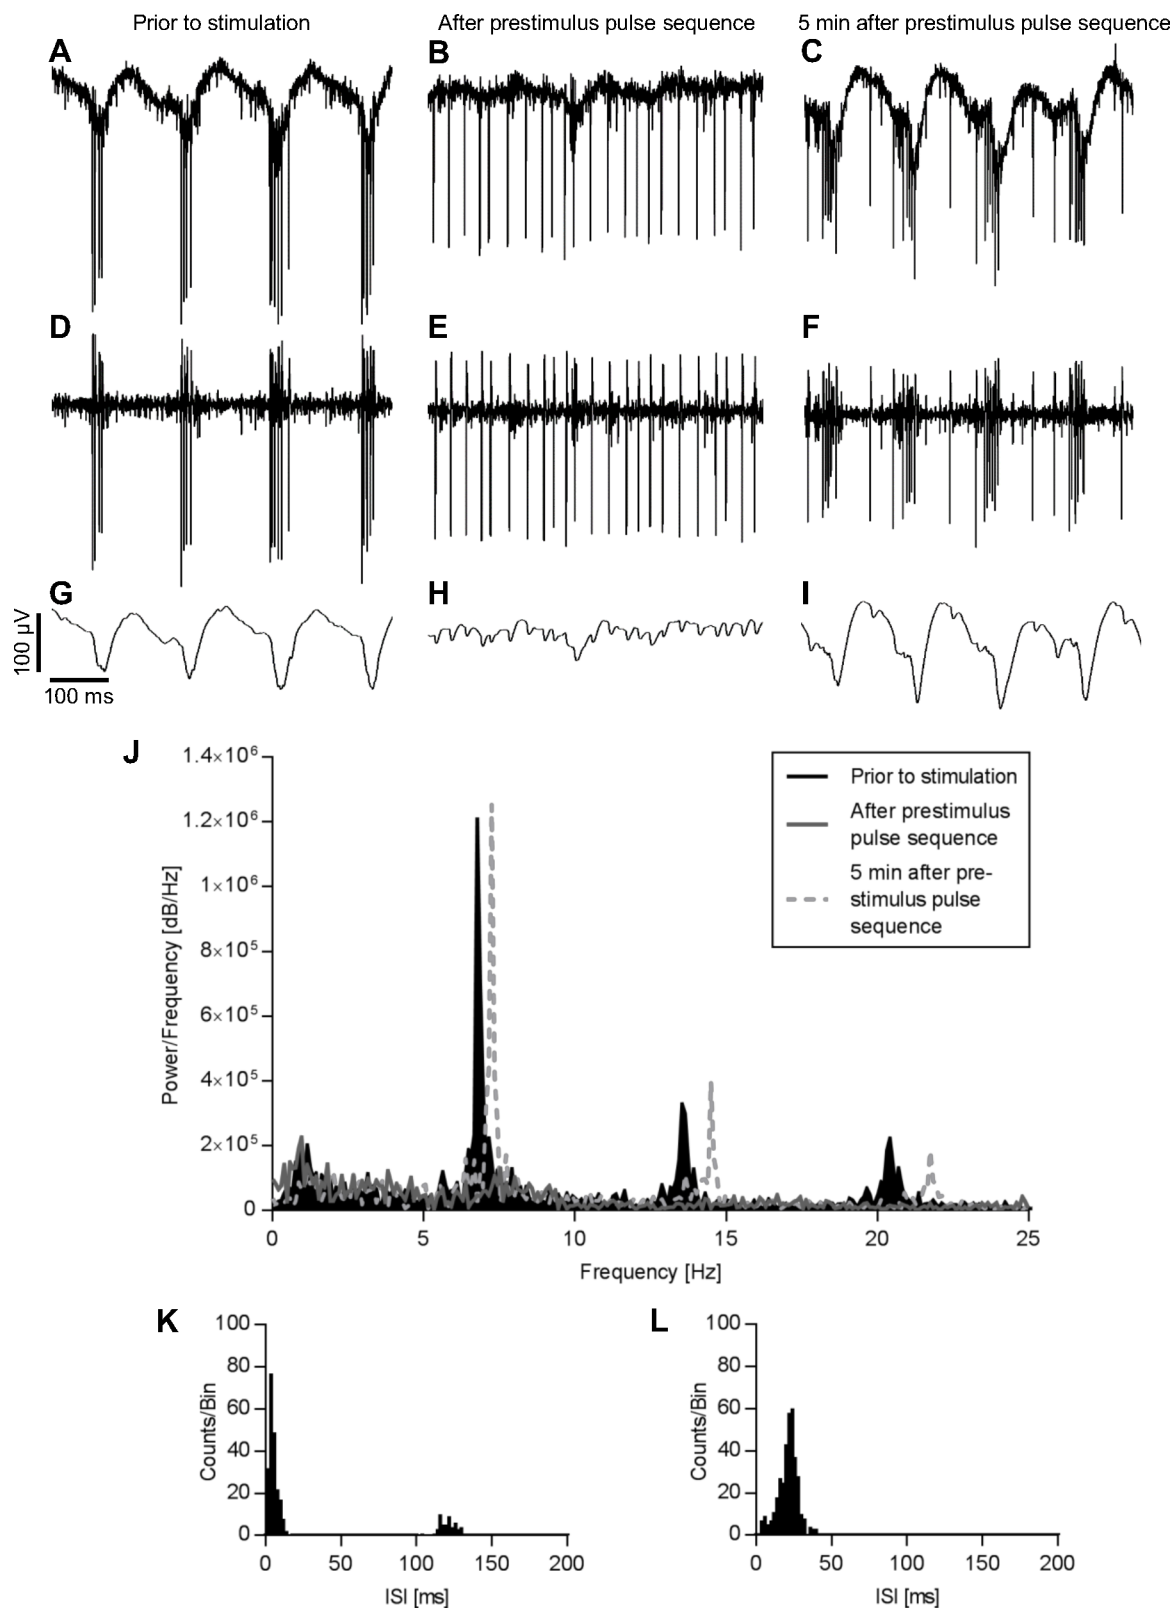 Prior to stimulation
After prestimulus pulse sequence
5 min after prestimulus pulse sequence
A
B
C
D
E
F
G
H
I
100 µV
100 ms
J
1.4×10⁶
1.2×10⁶
1×10⁶
8×10⁵
6×10⁵
4×10⁵
2×10⁵
0
Power/Frequency [dB/Hz]
0 5 10 15 20 25
Frequency [Hz]
Prior to stimulation
After prestimulus
pulse sequence
5 min after pre-
stimulus pulse
sequence
K
100
80
60
40
20
0
Counts/Bin
0 50 100 150 200
ISI [ms]
L
100
80
60
40
20
0
Counts/Bin
0 50 100 150 200
ISI [ms]